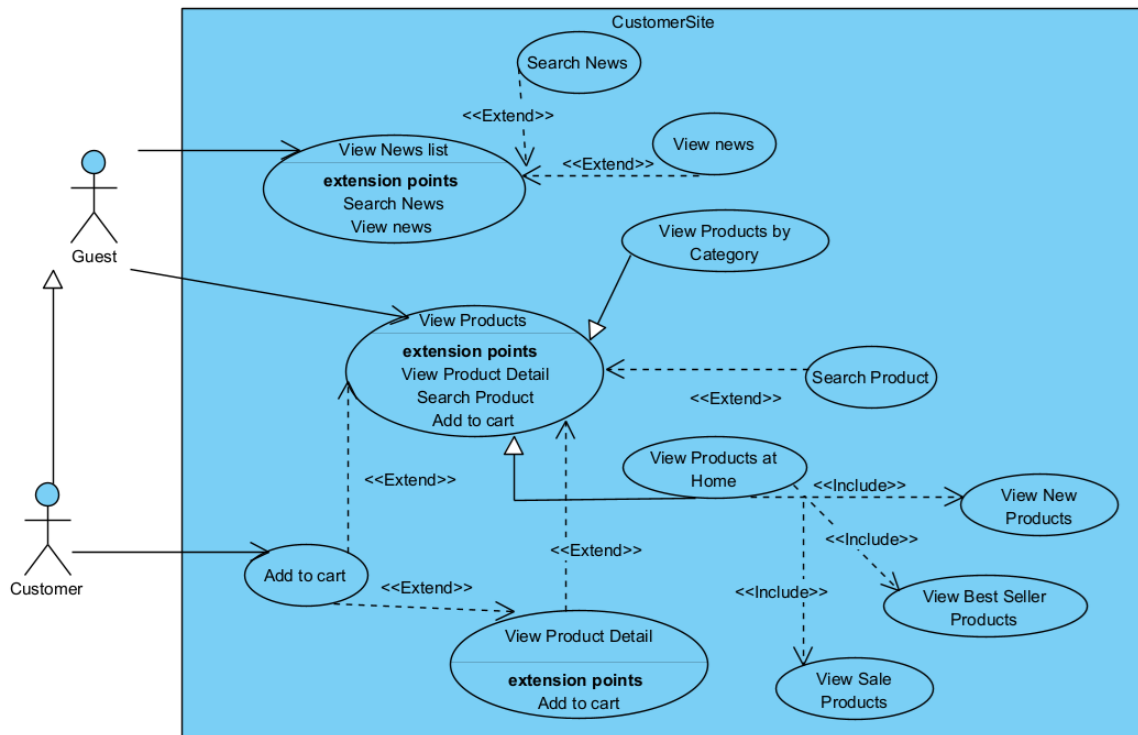 CustomerSite
Search News
<<Extend>>
View news
<<Extend>>
View News list
extension points
Search News
View news
Guest
View Products by
Category
View Products
extension points
View Product Detail
Search Product
Add to cart
Search Product
<<Extend>>
View Products at
Home
<<Extend>>
<<Include>>
View New
Products
<<Include>>
<<Extend>>
Customer
Add to cart
<<Extend>>
<<Include>>
View Best Seller
Products
View Product Detail
extension points
Add to cart
View Sale
Products